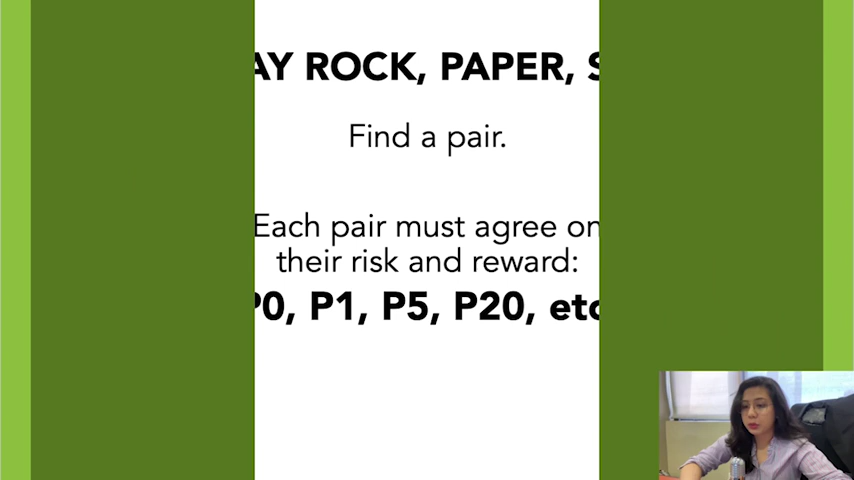 AY ROCK, PAPER, S
Find a pair.
Each pair must agree on
their risk and reward:
P0, P1, P5, P20, etc